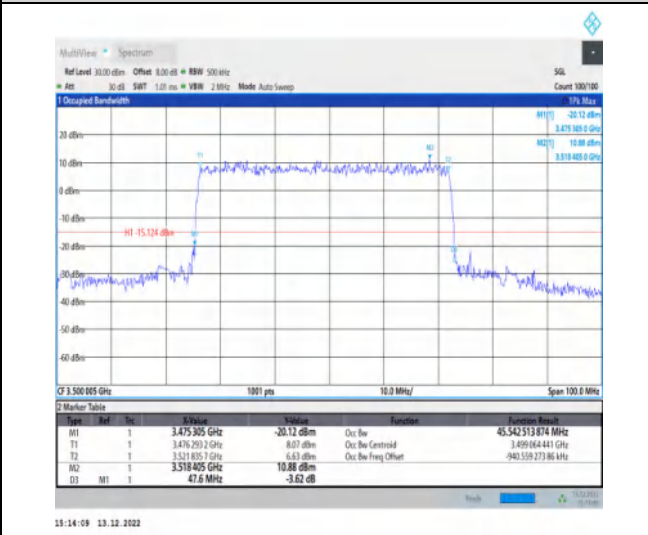 MultiView Spectrum
Ref Level 30.00 dBm Offset 8.00 dB RBW 500 kHz SGL
Att 30 dB SWT 1.01 ms VBW 2 MHz Mode Auto Sweep Count 100/100
1 Occupied Bandwidth 1Pk Max
M1[1] -20.12 dBm
3.475 305 0 GHz
M2[1] 10.88 dBm
3.518 405 0 GHz
20 dBm
M2
T1
T2
10 dBm
0 dBm
-10 dBm
H1 -15.124 dBm
M1
-20 dBm
D3
-30 dBm
-40 dBm
-50 dBm
-60 dBm
CF 3.500 005 GHz 1001 pts 10.0 MHz/ Span 100.0 MHz
2 Marker Table
Type Ref Trc X-Value Y-Value Function Function Result
M1 1 3.475 305 GHz -20.12 dBm Occ Bw 45.542 513 874 MHz
T1 1 3.476 293 2 GHz 8.07 dBm Occ Bw Centroid 3.499 064 441 GHz
T2 1 3.521 835 7 GHz 6.63 dBm Occ Bw Freq Offset -940.559 273 86 kHz
M2 1 3.518 405 GHz 10.88 dBm
D3 M1 1 47.6 MHz -3.62 dB
Ready
15:14:09 13.12.2022